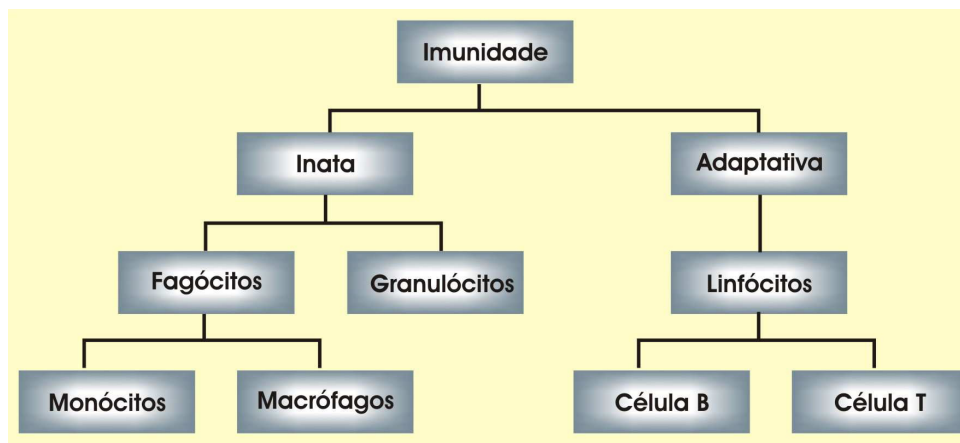 Imunidade
Inata
Adaptativa
Fagócitos
Granulócitos
Linfócitos
Monócitos
Macrófagos
Célula B
Célula T